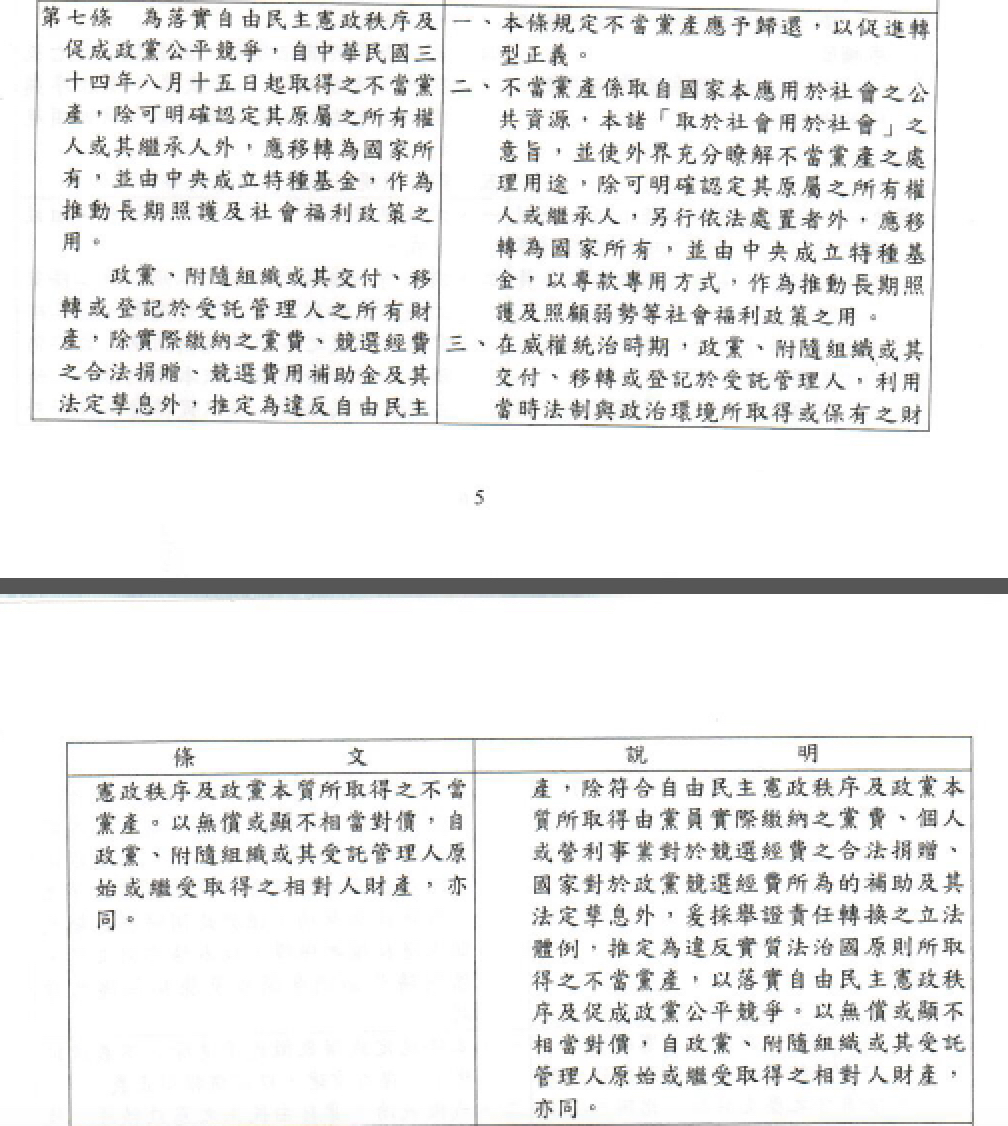 第七條　為落實自由民主憲政秩序及
促成政黨公平競爭，自中華民國三
十四年八月十五日起取得之不當黨
產，除可明確認定其原屬之所有權
人或其繼承人外，應移轉為國家所
有，並由中央成立特種基金，作為
推動長期照護及社會福利政策之
用。
政黨、附隨組織或其交付、移
轉或登記於受託管理人之所有財
產，除實際繳納之黨費、競選經費
之合法捐贈、競選費用補助金及其
法定孳息外，推定為違反自由民主
一、本條規定不當黨產應予歸還，以促進轉
型正義。
二、不當黨產係取自國家本應用於社會之公
共資源，本諸「取於社會用於社會」之
意旨，並使外界充分瞭解不當黨產之處
理用途，除可明確認定其原屬之所有權
人或繼承人，另行依法處置者外，應移
轉為國家所有，並由中央成立特種基
金，以專款專用方式，作為推動長期照
護及照顧弱勢等社會福利政策之用。
三、在威權統治時期，政黨、附隨組織或其
交付、移轉或登記於受託管理人，利用
當時法制與政治環境所取得或保有之財
5
條　文
憲政秩序及政黨本質所取得之不當
黨產。以無償或顯不相當對價，自
政黨、附隨組織或其受託管理人原
始或繼受取得之相對人財產，亦
同。
說　明
產，除符合自由民主憲政秩序及政黨本
質所取得由黨員實際繳納之黨費、個人
或營利事業對於競選經費之合法捐贈、
國家對於政黨競選經費所為的補助及其
法定孳息外，爰採舉證責任轉換之立法
體例，推定為違反實質法治國原則所取
得之不當黨產，以落實自由民主憲政秩
序及促成政黨公平競爭。以無償或顯不
相當對價，自政黨、附隨組織或其受託
管理人原始或繼受取得之相對人財產，
亦同。